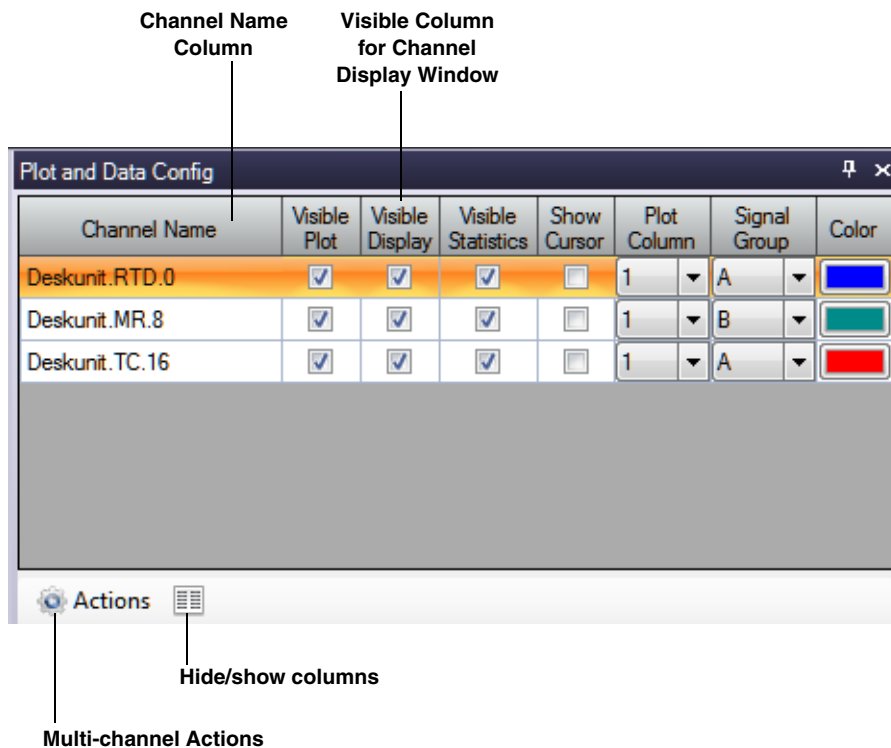 Channel Name
Column
Visible Column
for Channel
Display Window
Plot and Data Config
Channel Name
Visible
Plot
Visible
Display
Visible
Statistics
Show
Cursor
Plot
Column
Signal
Group
Color
Deskunit.RTD.0
1
A
Deskunit.MR.8
1
B
Deskunit.TC.16
1
A
Actions
Hide/show columns
Multi-channel Actions